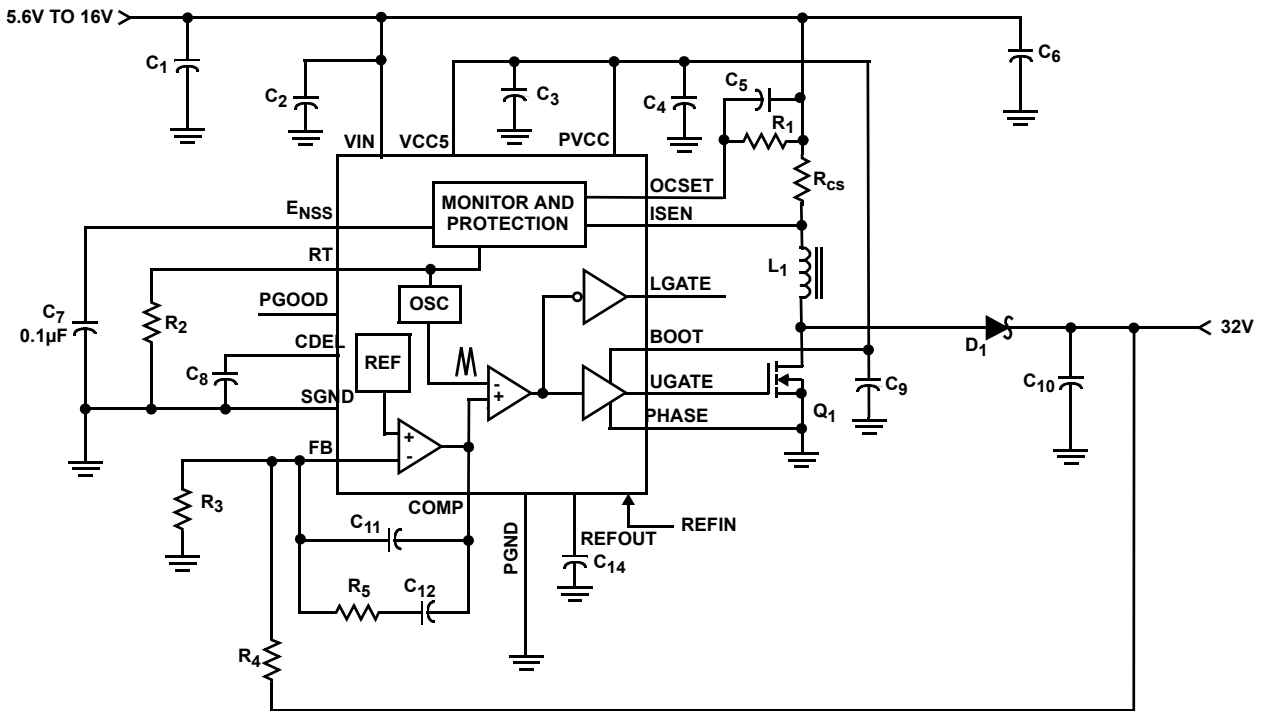 5.6V TO 16V
C1
C2
C3
C4
C5
C6
R1
RCS
VIN
VCC5
PVCC
OCSET
ISEN
MONITOR AND
PROTECTION
ENSS
RT
L1
LGATE
OSC
PGOOD
C7
0.1µF
R2
CDEL
REF
BOOT
32V
D1
C8
SGND
- +
UGATE
C9
C10
Q1
PHASE
FB
+ -
R3
COMP
C11
R5
C12
PGND
REFOUT
REFIN
C14
R4